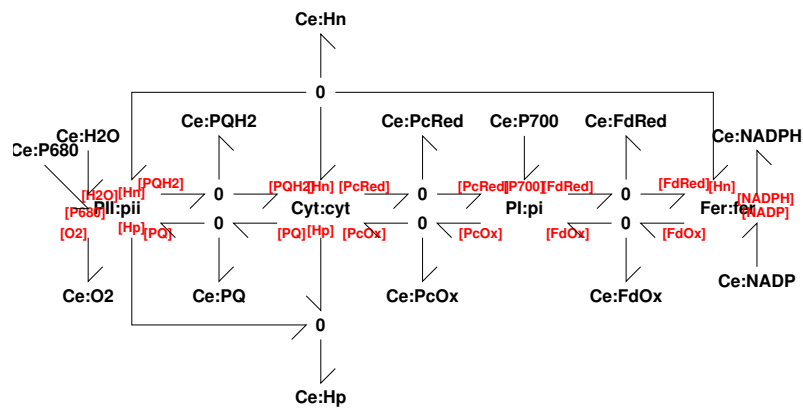 Ce:Hn
0
Ce:H2O Ce:PQH2 Ce:PcRed Ce:P700 Ce:FdRed Ce:NADPH
Ce:P680
[H2O] [Hn] [PQH2] 0 [PQH2] [Hn] [PcRed] 0 [PcRed] [P700] [FdRed] 0 [FdRed] [Hn] [NADPH]
[P680] PII:pii Cyt:cyt PI:pi Fer:fer [NADP]
[O2] [Hp] [PQ] 0 [PQ] [Hp] [PcOx] 0 [PcOx] [FdOx] 0 [FdOx]
Ce:O2 Ce:PQ Ce:PcOx Ce:FdOx Ce:NADP
0
Ce:Hp